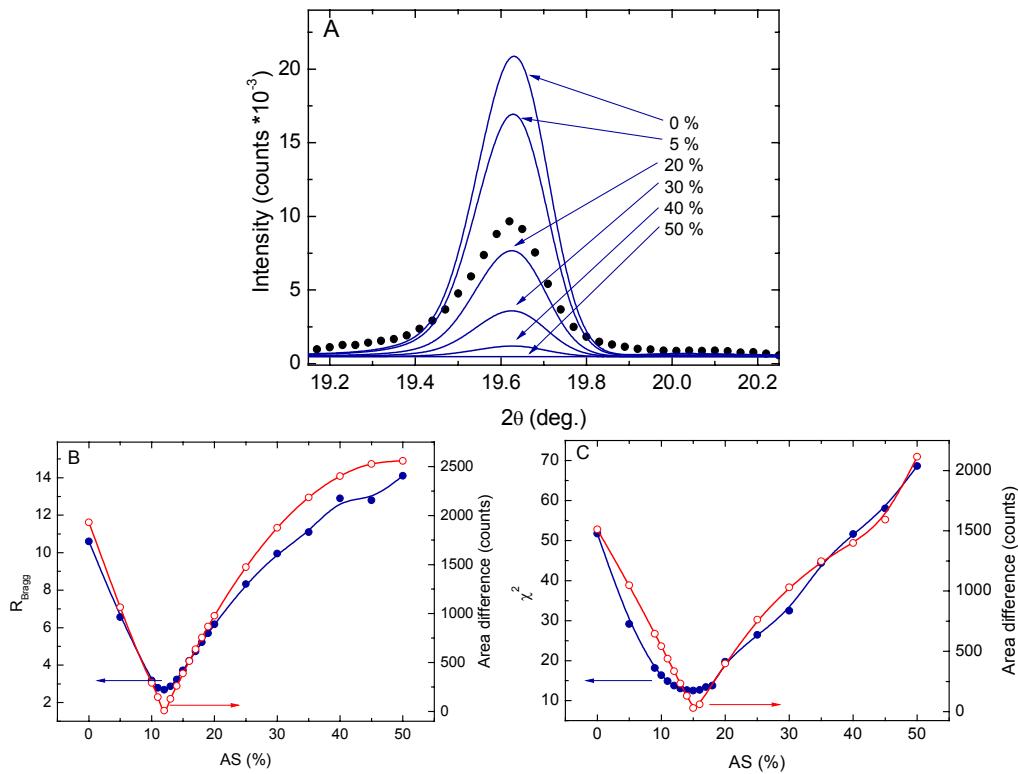 A
Intensity (counts *10⁻³)
20
15
10
5
0
0 %
5 %
20 %
30 %
40 %
50 %
19.2 19.4 19.6 19.8 20.0 20.2
2θ (deg.)
B
R_Bragg
14
12
10
8
6
4
2
2500
2000
1500
1000
500
0
Area difference (counts)
0 10 20 30 40 50
AS (%)
C
χ²
70
60
50
40
30
20
10
2000
1500
1000
500
0
Area difference (counts)
0 10 20 30 40 50
AS (%)